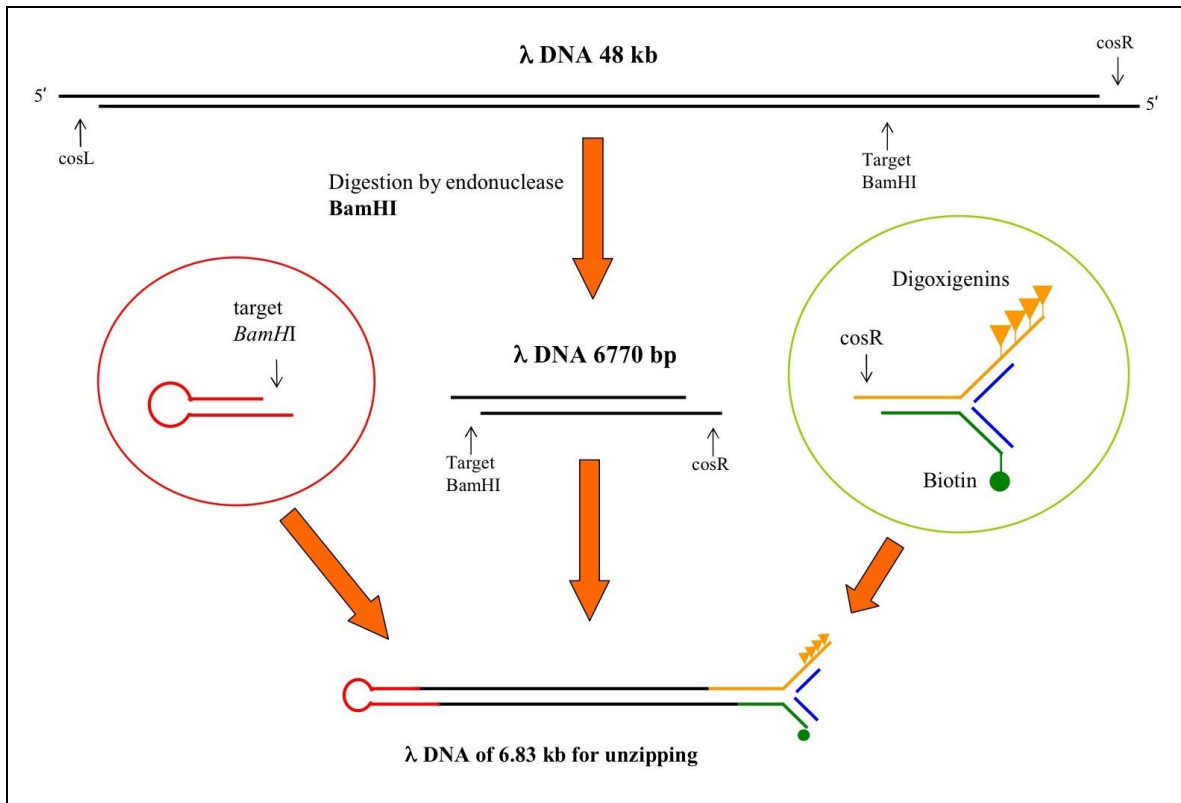 λ DNA 48 kb
cosR
5′
5′
cosL
Target
BamHI
Digestion by endonuclease
BamHI
target
BamHI
λ DNA 6770 bp
Target
BamHI
cosR
Digoxigenins
cosR
Biotin
λ DNA of 6.83 kb for unzipping